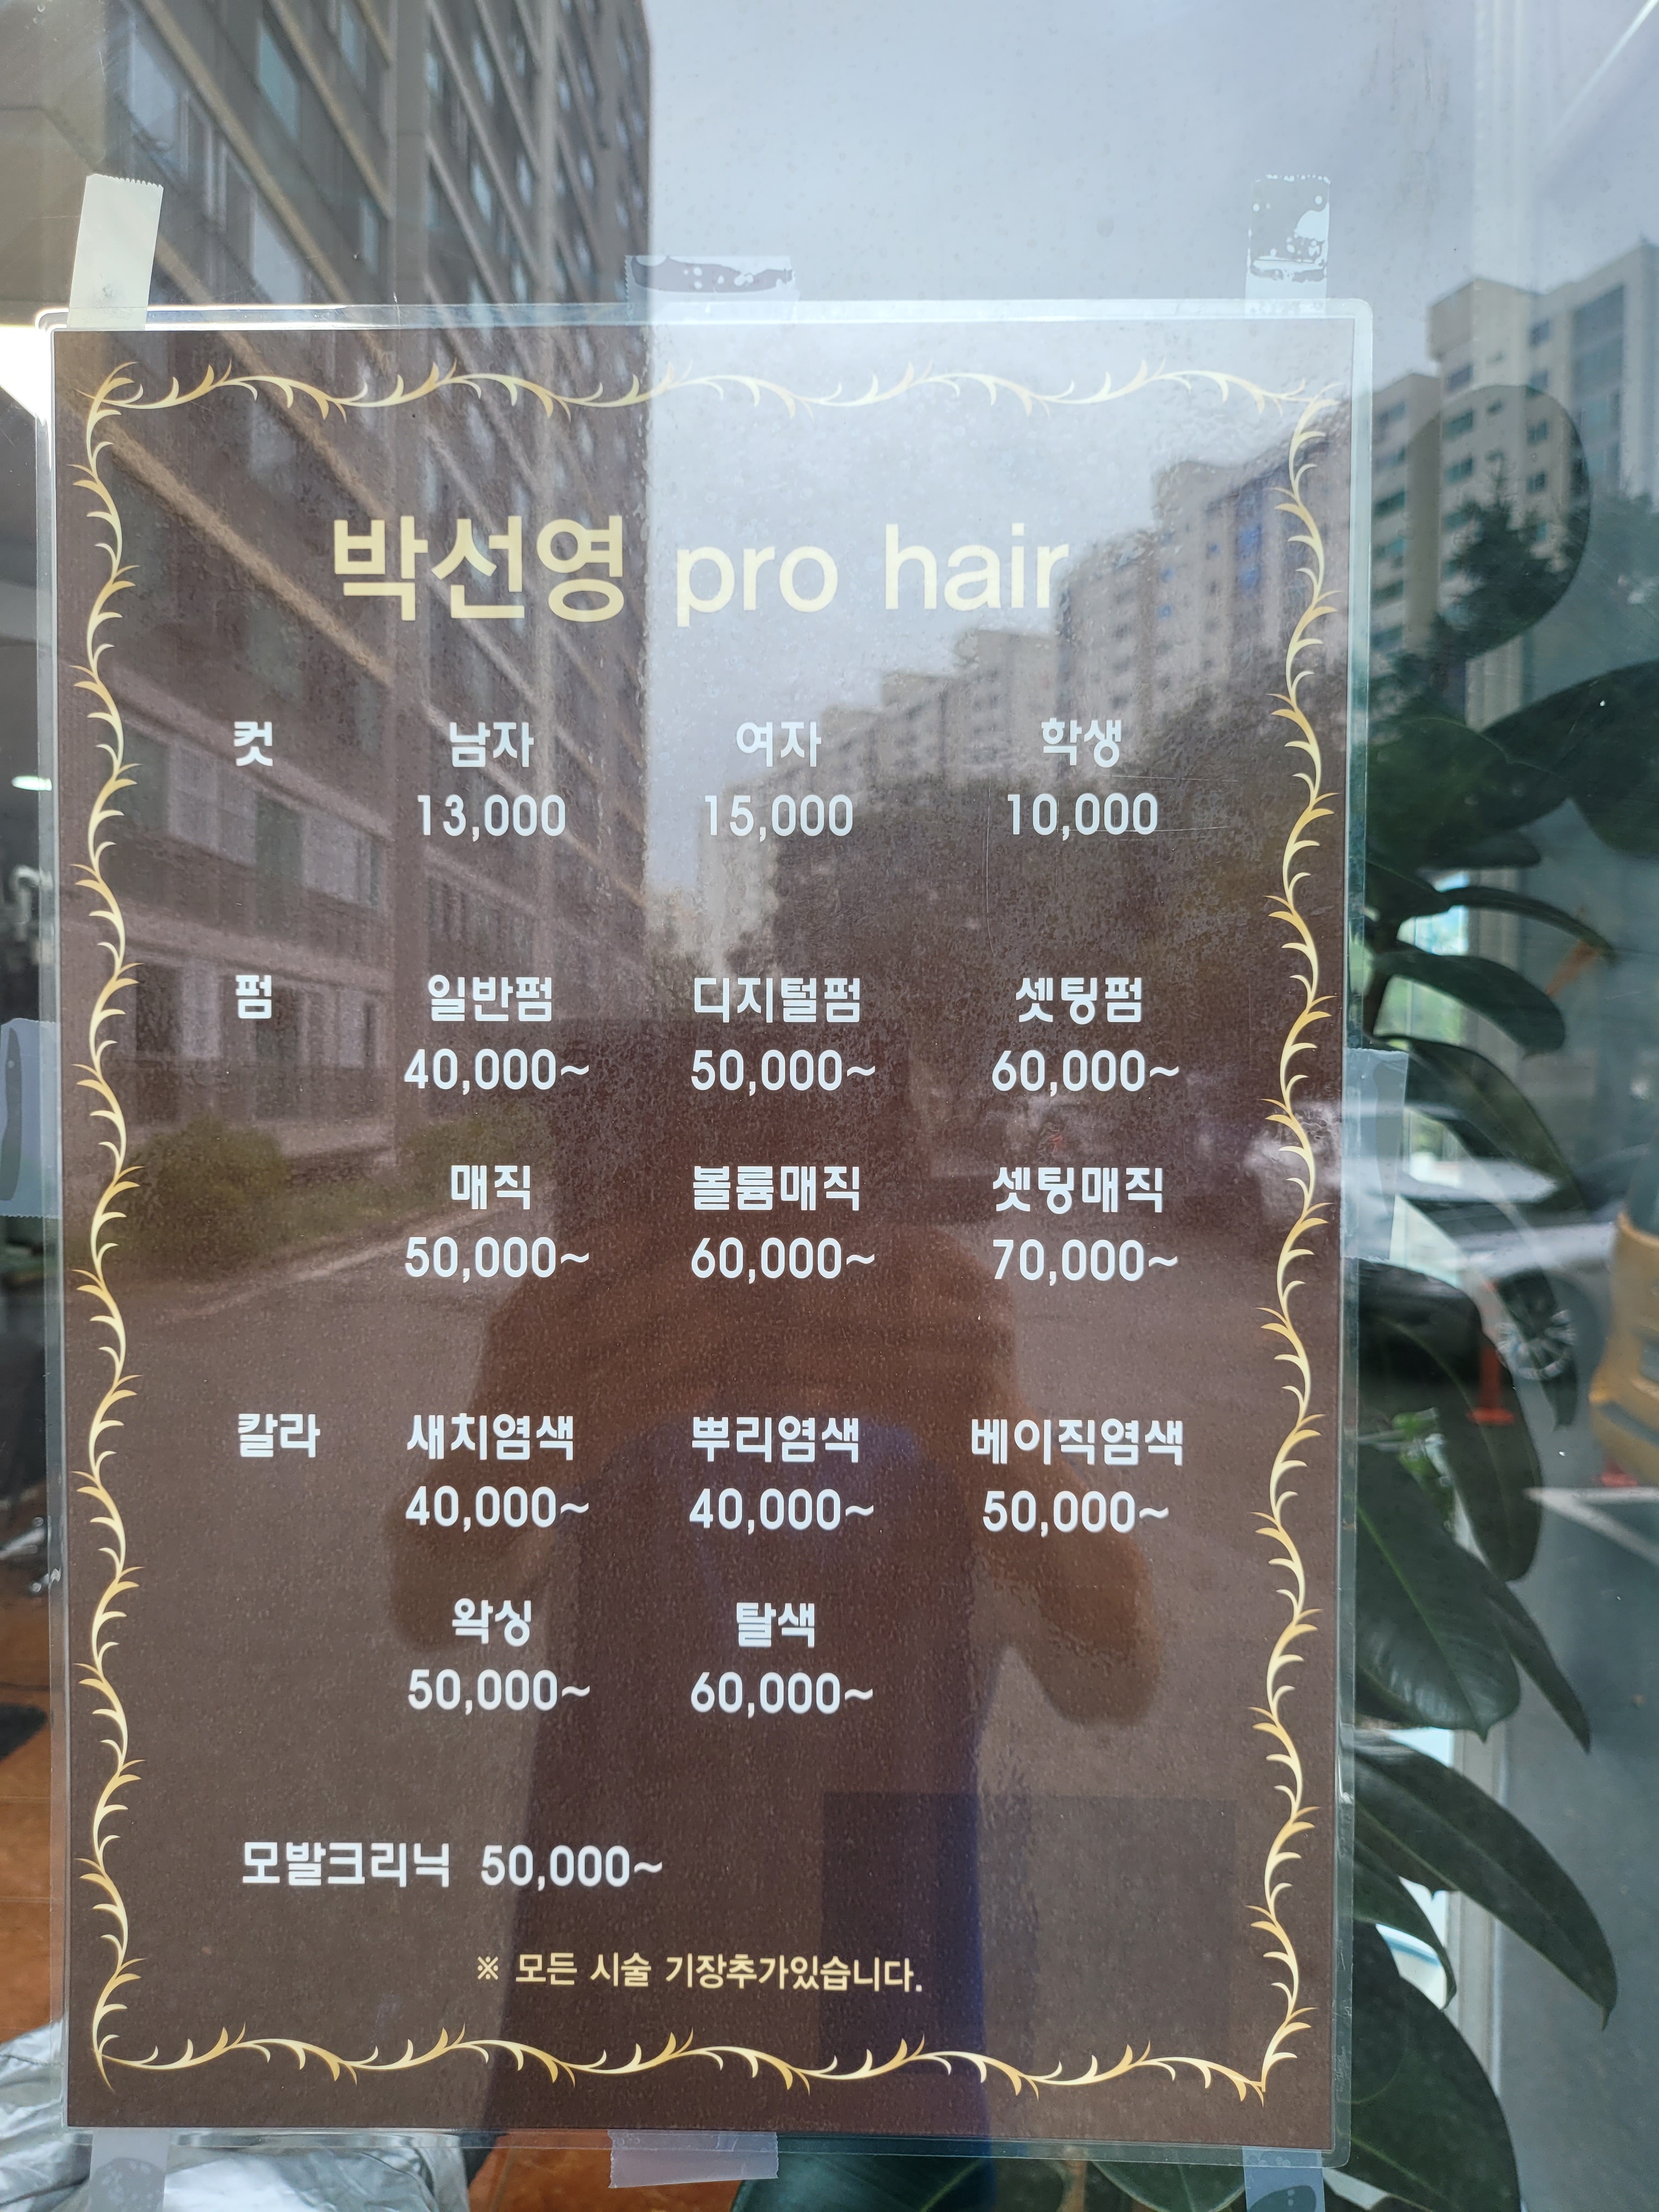 박선영 pro hair
컷 남자 여자 학생
13,000 15,000 10,000
펌 일반펌 디지털펌 셋팅펌
40,000~ 50,000~ 60,000~
매직 볼륨매직 셋팅매직
50,000~ 60,000~ 70,000~
칼라 새치염색 뿌리염색 베이직염색
40,000~ 40,000~ 50,000~
왁싱 탈색
50,000~ 60,000~
모발크리닉 50,000~
※ 모든 시술 기장추가있습니다.